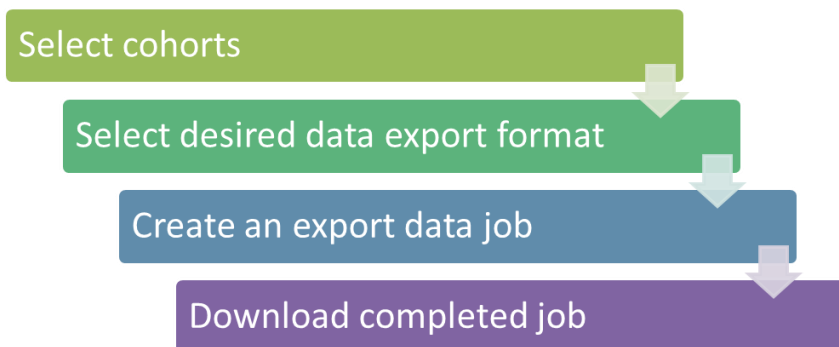 Select cohorts
Select desired data export format
Create an export data job
Download completed job